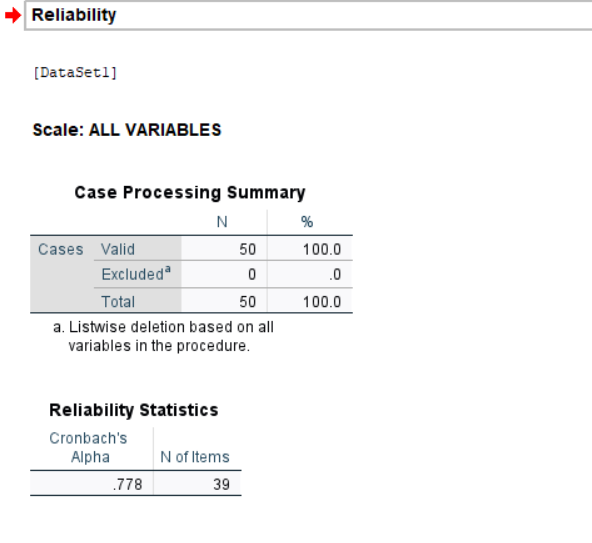 Reliability
[DataSet1]
Scale: ALL VARIABLES
Case Processing Summary
N %
Cases Valid 50 100.0
Excludedᵃ 0 .0
Total 50 100.0
a. Listwise deletion based on all
variables in the procedure.
Reliability Statistics
Cronbach's
Alpha N of Items
.778 39